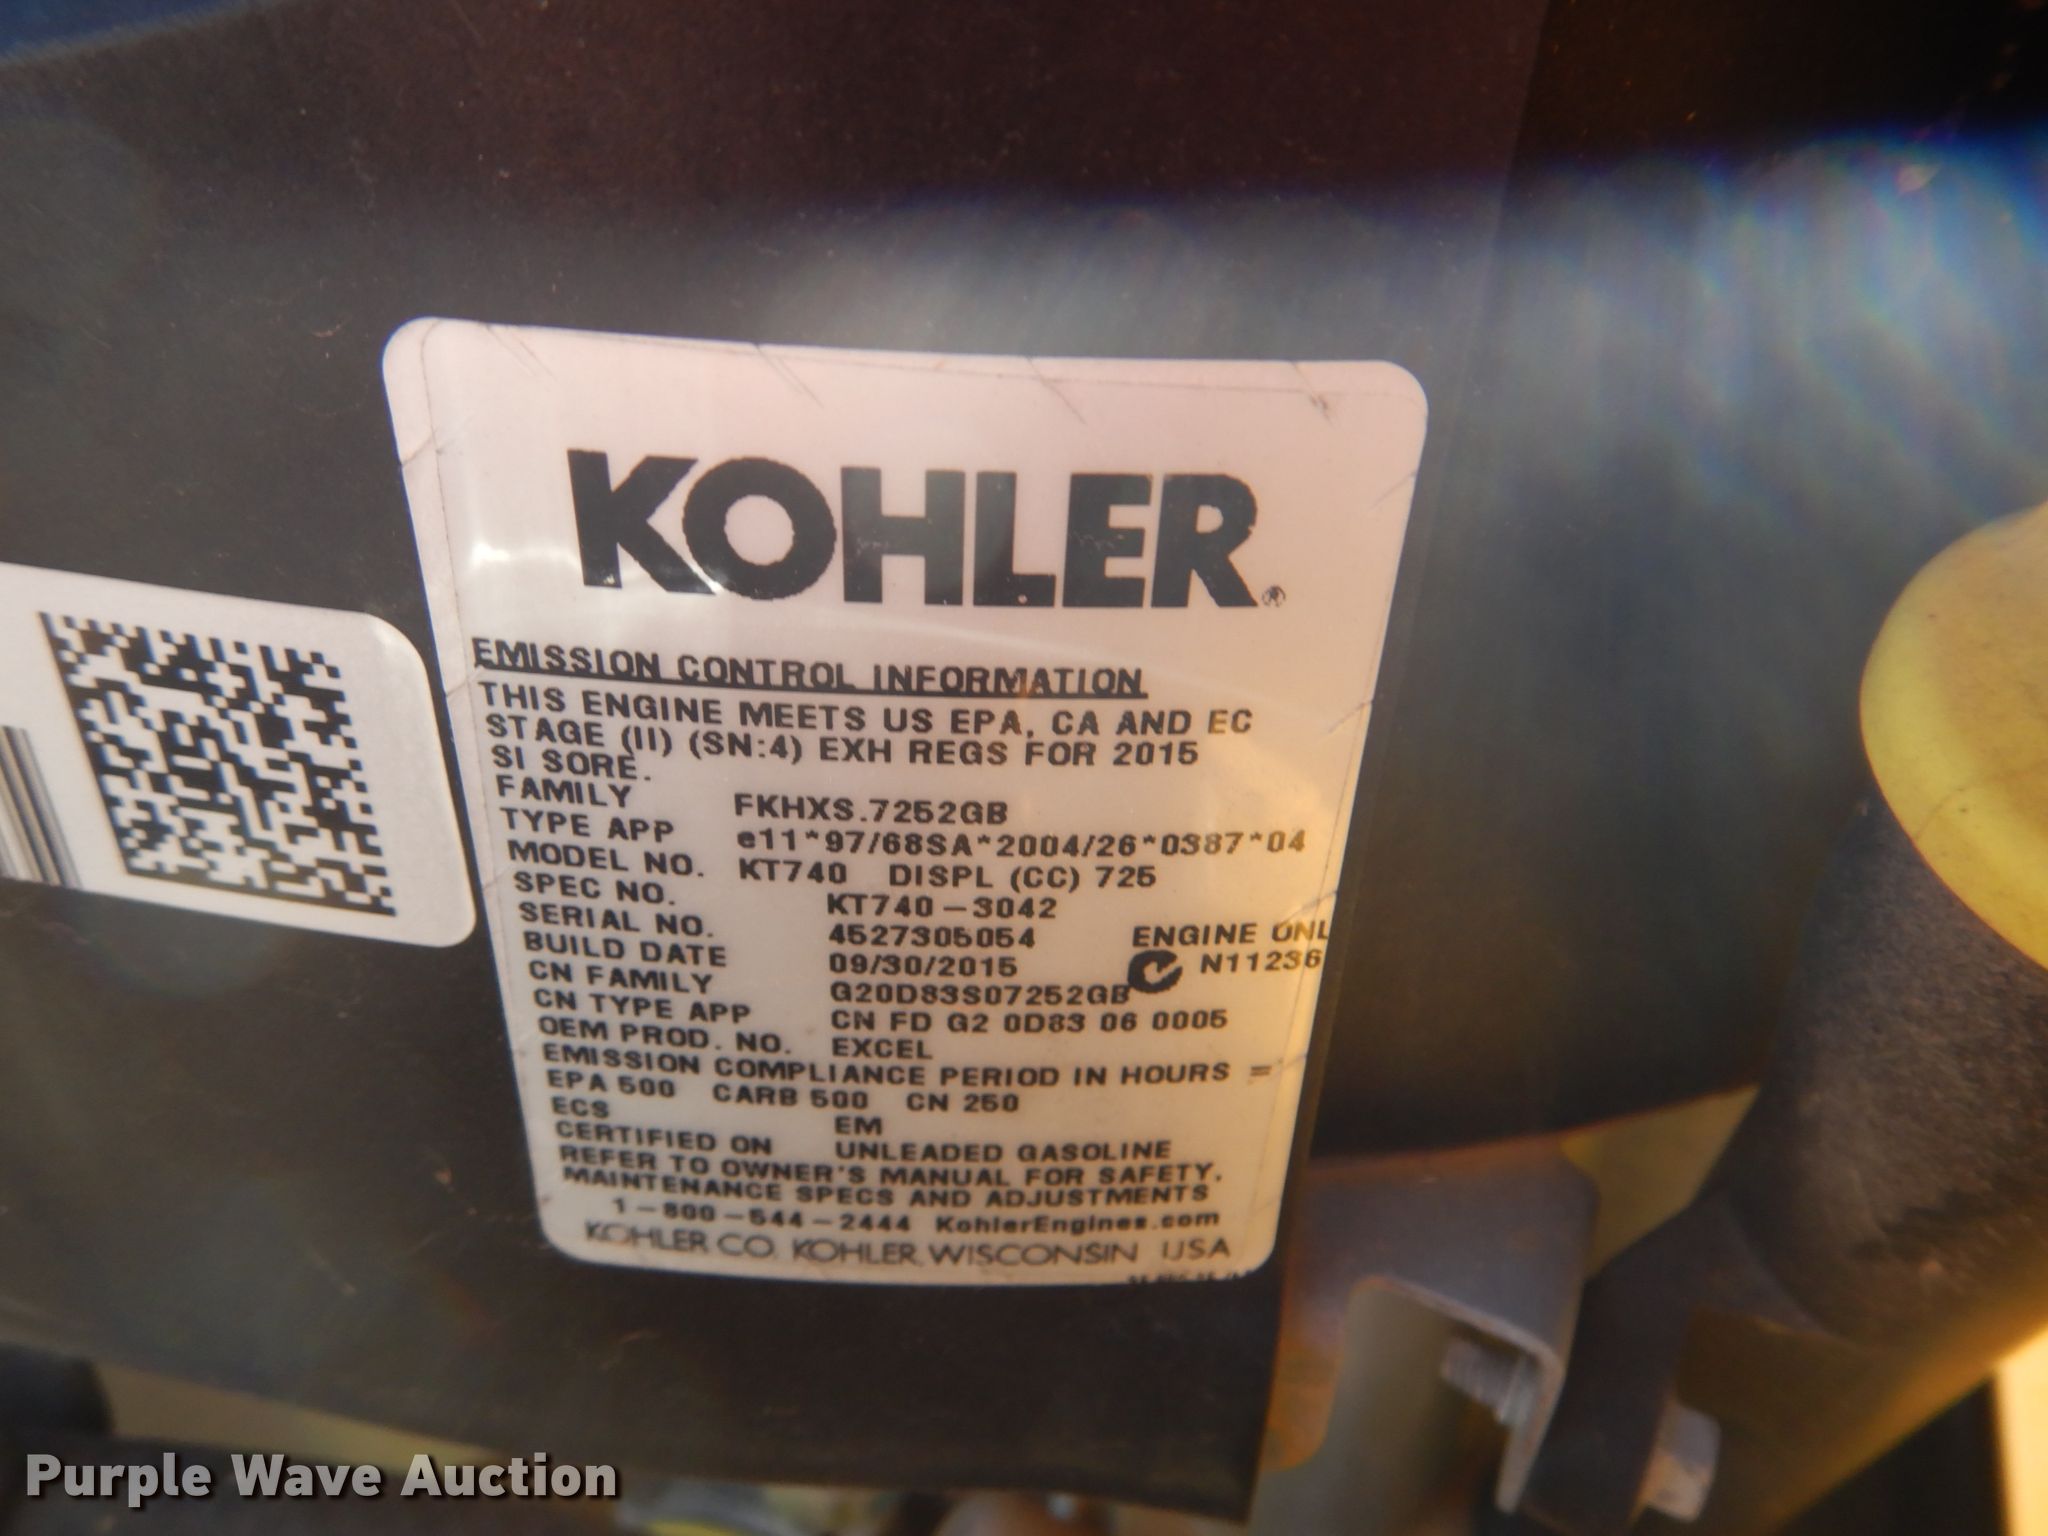 KOHLER®
EMISSION CONTROL INFORMATION
THIS ENGINE MEETS US EPA, CA AND EC
STAGE (II) (SN:4) EXH REGS FOR 2015
SI SORE.
FAMILY FKHXS.7252GB
TYPE APP e11*97/68SA*2004/26*0387*04
MODEL NO. KT740 DISPL (CC) 725
SPEC NO. KT740-3042
SERIAL NO. 4527305054 ENGINE ONL
BUILD DATE 09/30/2015 N11236
CN FAMILY G20D83S07252GB
CN TYPE APP CN FD G2 0D83 06 0005
OEM PROD. NO. EXCEL
EMISSION COMPLIANCE PERIOD IN HOURS =
EPA 500 CARB 500 CN 250
ECS EM
CERTIFIED ON UNLEADED GASOLINE
REFER TO OWNER'S MANUAL FOR SAFETY,
MAINTENANCE SPECS AND ADJUSTMENTS
1-800-544-2444 KohlerEngines.com
KOHLER CO. KOHLER, WISCONSIN USA
Purple Wave Auction